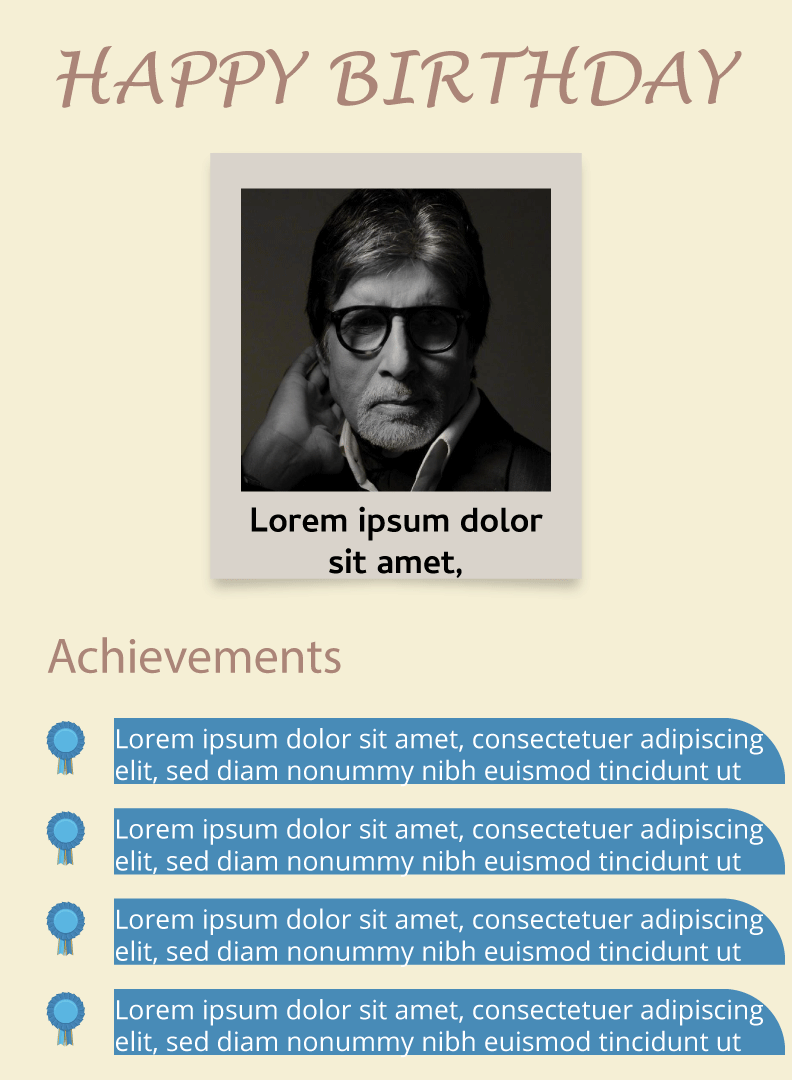 HAPPY BIRTHDAY
Lorem ipsum dolor
sit amet,
Achievements
Lorem ipsum dolor sit amet, consectetuer adipiscing
elit, sed diam nonummy nibh euismod tincidunt ut
Lorem ipsum dolor sit amet, consectetuer adipiscing
elit, sed diam nonummy nibh euismod tincidunt ut
Lorem ipsum dolor sit amet, consectetuer adipiscing
elit, sed diam nonummy nibh euismod tincidunt ut
Lorem ipsum dolor sit amet, consectetuer adipiscing
elit, sed diam nonummy nibh euismod tincidunt ut